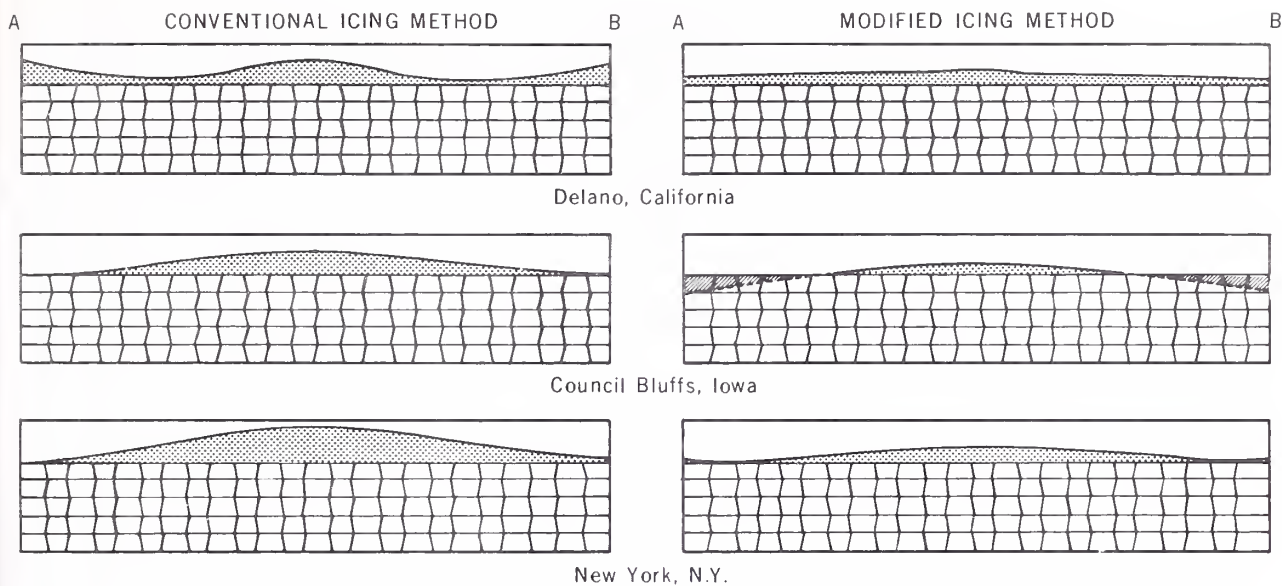 A CONVENTIONAL ICING METHOD B
A MODIFIED ICING METHOD B
Delano, California
Council Bluffs, Iowa
New York, N.Y.